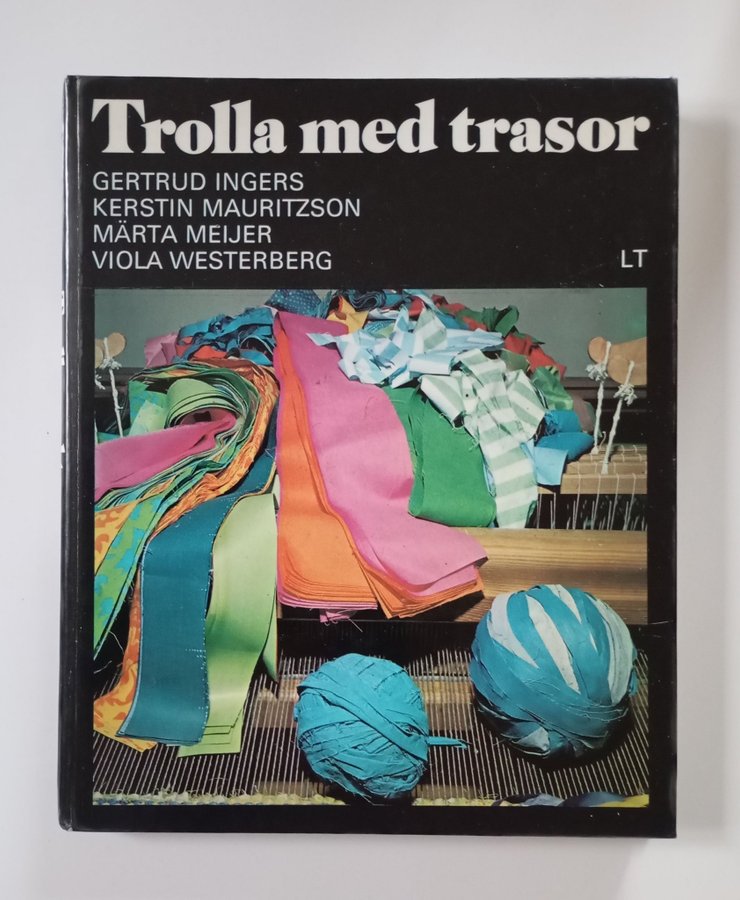 Trolla med trasor
GERTRUD INGERS
KERSTIN MAURITZSON
MÄRTA MEIJER
VIOLA WESTERBERG
LT